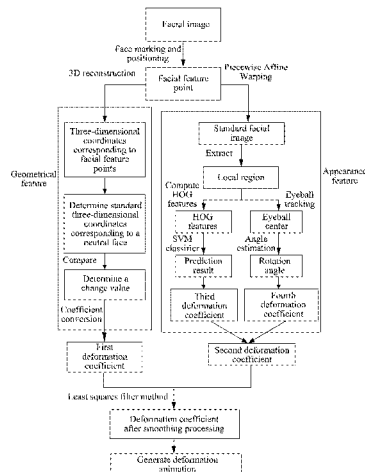 Facial image
Face marking and
positioning
3D reconstruction
Piecewise Affine
Warping
Facial feature
point
Three-dimensional
coordinates
corresponding to
facial feature
points
Standard facial
image
Extract
Geometrical
feature
Appearance
feature
Local region
Compute
HOG
features
Eyeball
tracking
Determine standard
three-dimensional
coordinates
corresponding to a
neutral face
HOG
features
Eyeball
center
SVM
classifier
Angle
estimation
Compare
Prediction
result
Rotation
angle
Determine a
change value
Third
deformation
coefficient
Fourth
deformation
coefficient
Coefficient
conversion
First
deformation
coefficient
Second deformation
coefficient
Least squares filter method
Deformation coefficient
after smoothing processing
Generate deformation
animation